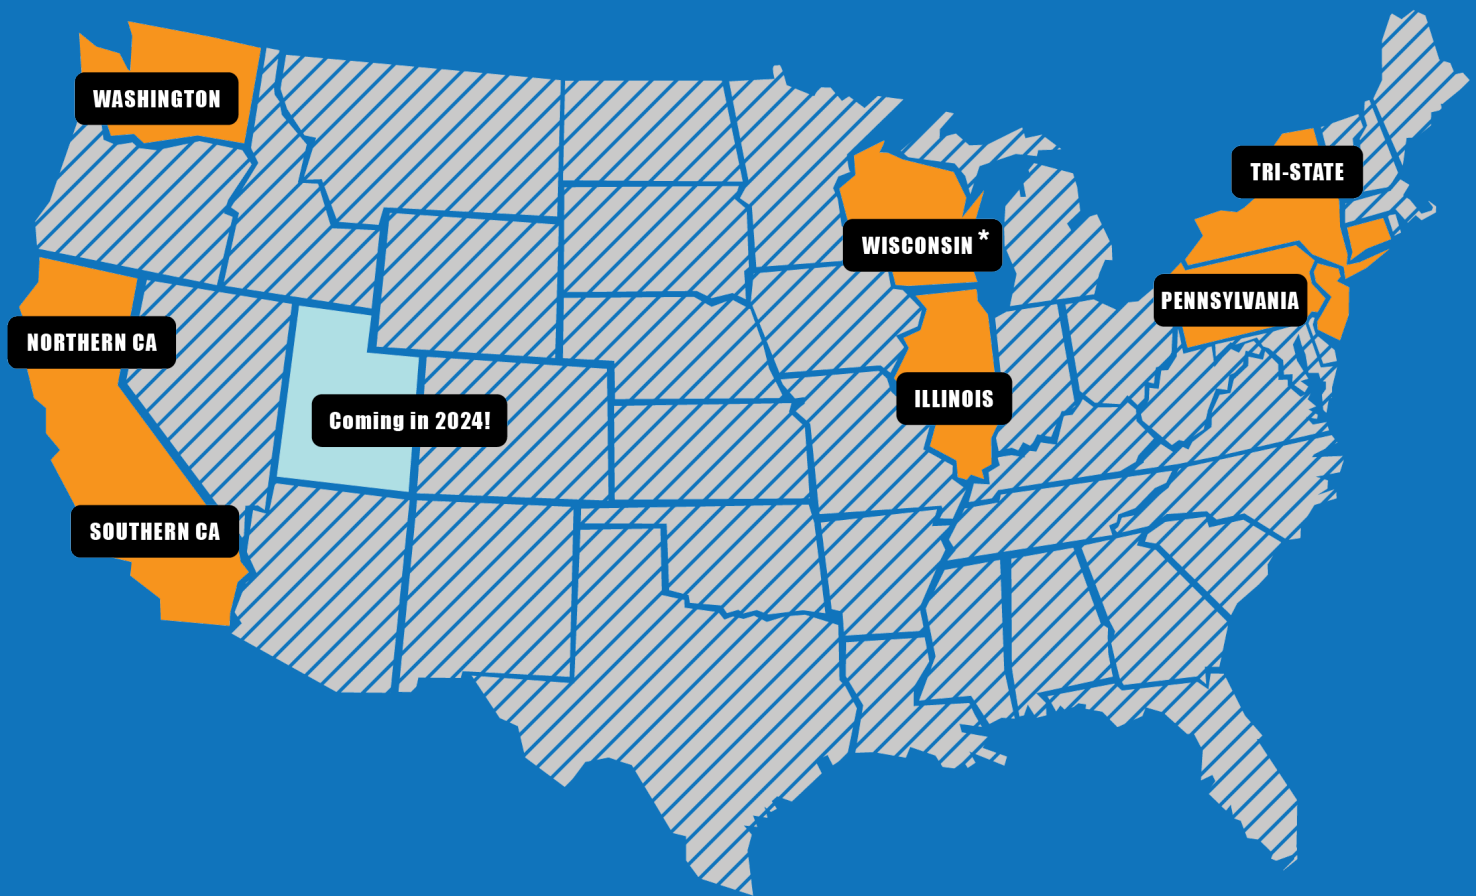 WASHINGTON
TRI-STATE
WISCONSIN *
PENNSYLVANIA
NORTHERN CA
ILLINOIS
Coming in 2024!
SOUTHERN CA